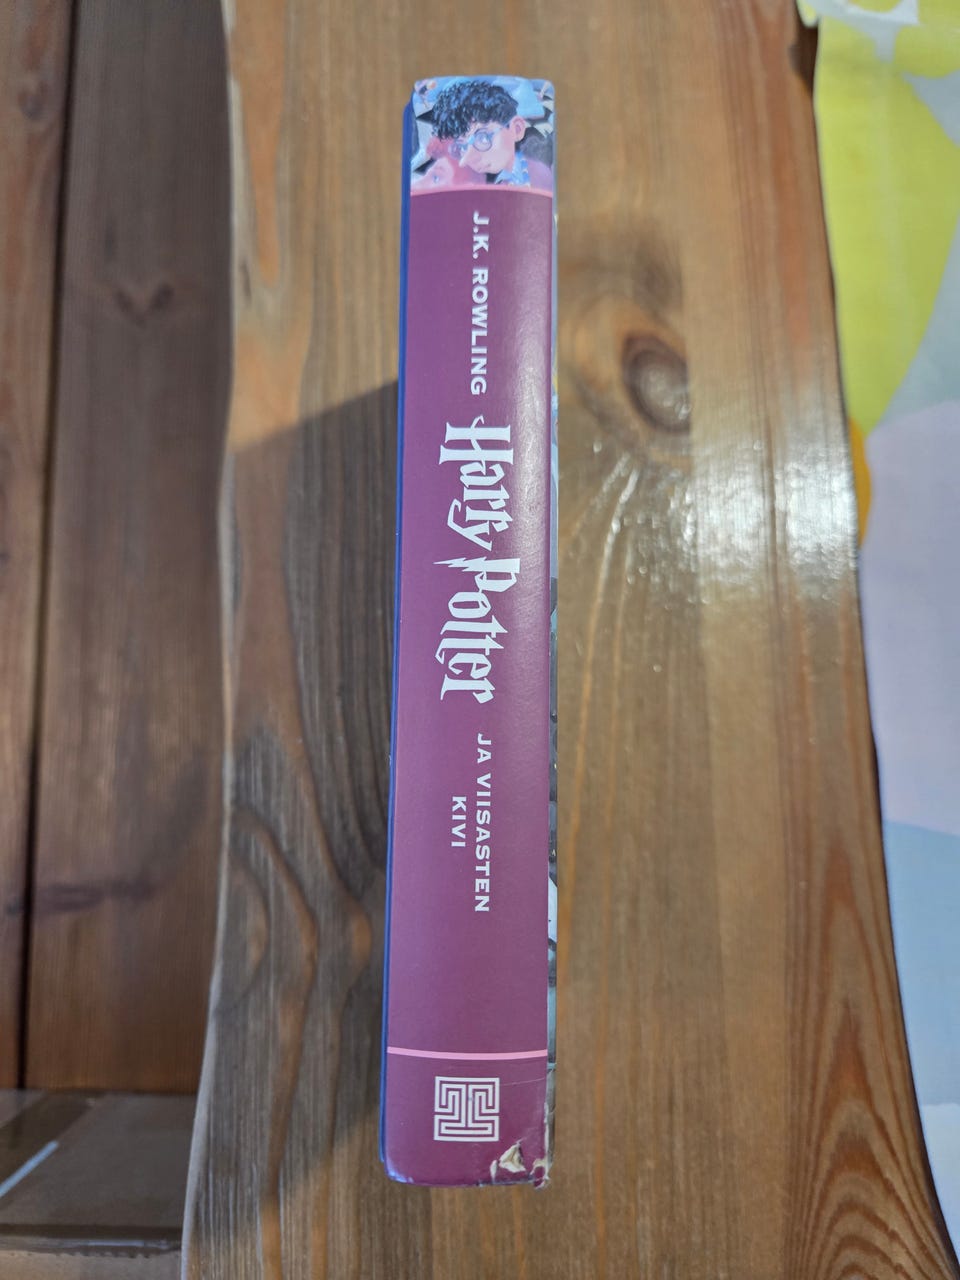 J.K. ROWLING
Harry Potter
JA VIISASTEN
KIVI